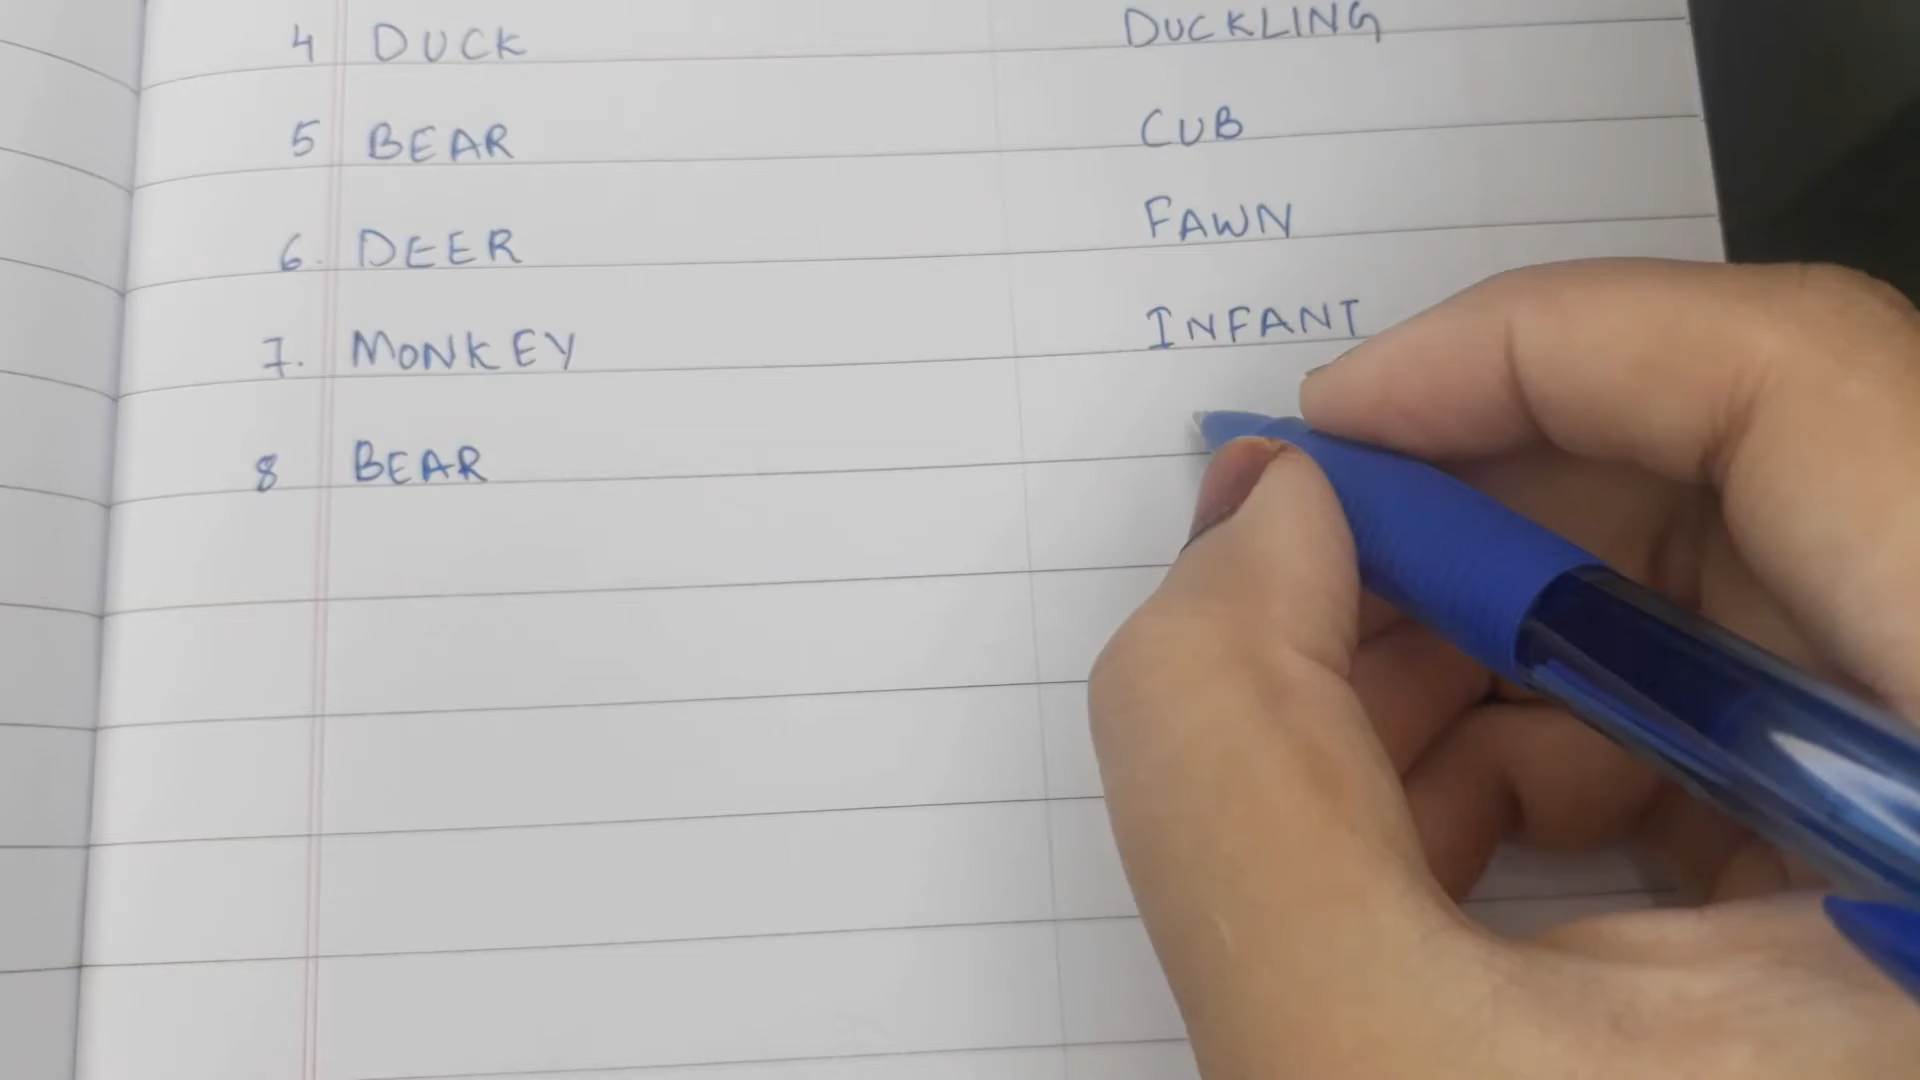 4 DUCK DUCKLING
5 BEAR CUB
6. DEER FAWN
7. MONKEY INFANT
8 BEAR